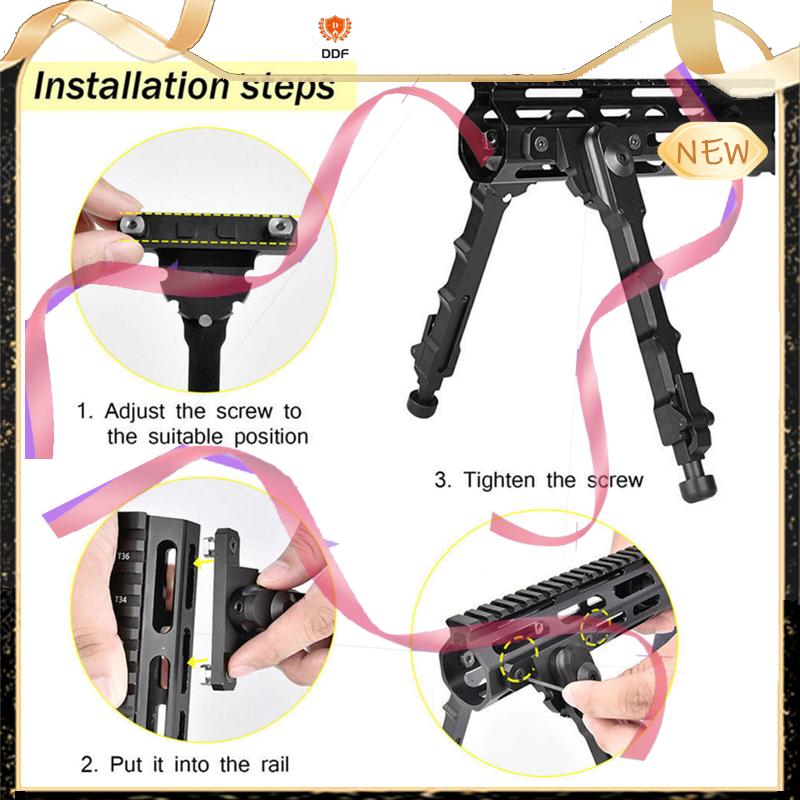 DDF
Installation steps
NEW
1. Adjust the screw to
the suitable position
3. Tighten the screw
T36
T34
2. Put it into the rail